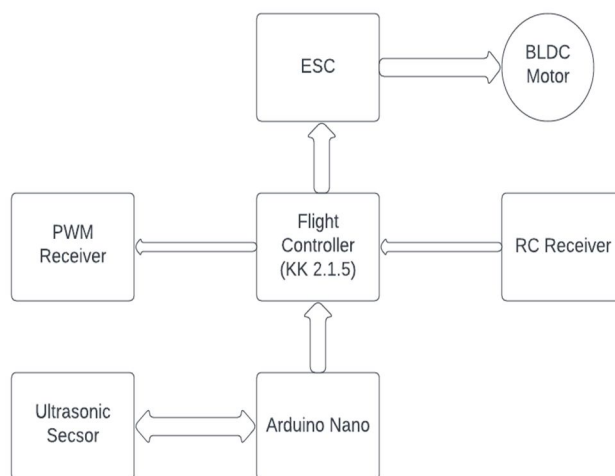 ESC
BLDC
Motor
PWM
Receiver
Flight
Controller
(KK 2.1.5)
RC Receiver
Ultrasonic
Secsor
Arduino Nano